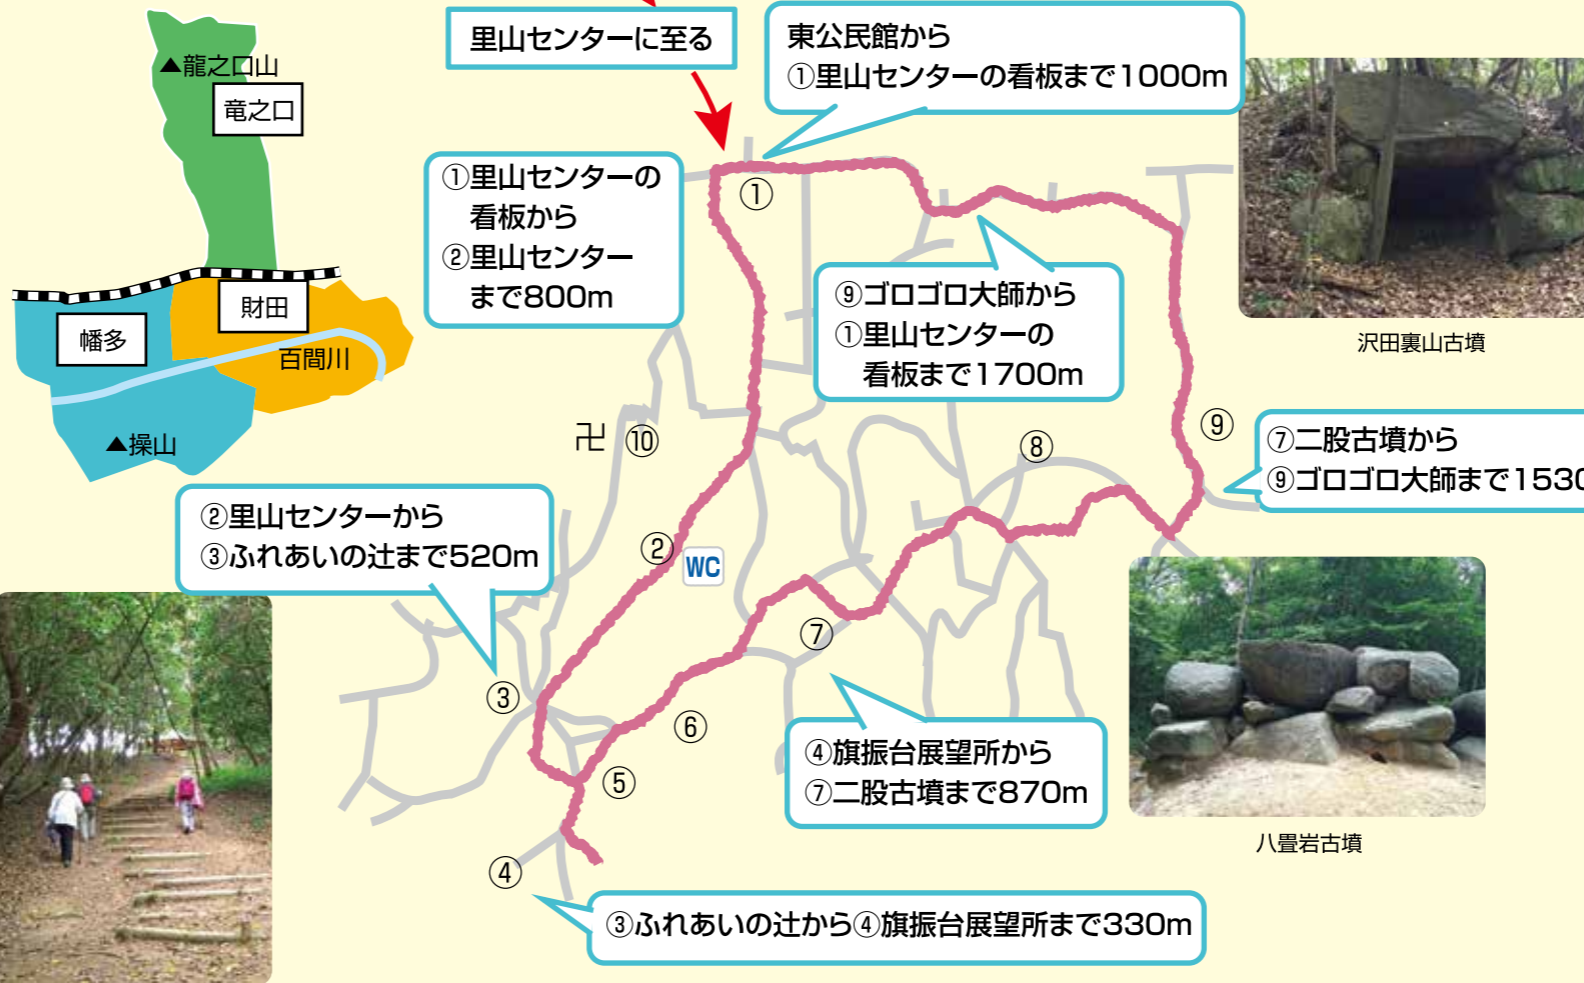 ▲龍之口山
竜之口
財田
幡多
百間川
▲操山
里山センターに至る
東公民館から
①里山センターの看板まで1000m
①里山センターの
看板から
②里山センター
まで800m
①
⑨ゴロゴロ大師から
①里山センターの
看板まで1700m
沢田裏山古墳
卍
⑩
⑧
⑨
⑦二股古墳から
⑨ゴロゴロ大師まで1530
②里山センターから
③ふれあいの辻まで520m
②
WC
⑦
③
⑥
④旗振台展望所から
⑦二股古墳まで870m
⑤
八畳岩古墳
④
③ふれあいの辻から④旗振台展望所まで330m